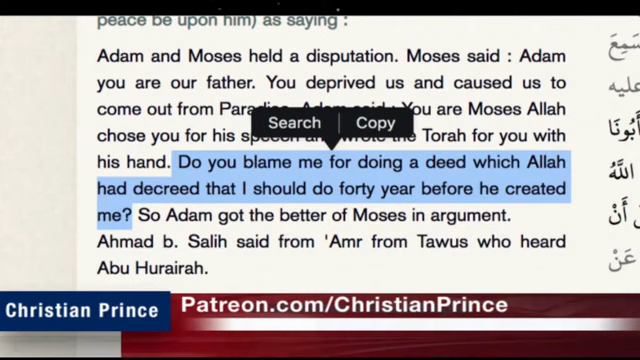 peace be upon him) as saying :
Adam and Moses held a disputation. Moses said : Adam
you are our father. You deprived us and caused us to
come out from Paradise. Adam said : You are Moses Allah
Search Copy
chose you for his speech and wrote the Torah for you with
his hand. Do you blame me for doing a deed which Allah
had decreed that I should do forty year before he created
me? So Adam got the better of Moses in argument.
Ahmad b. Salih said from 'Amr from Tawus who heard
Abu Hurairah.
عليه
أَبُونَا
اللَّهُ
أَنْ
عَنْ
Christian Prince
Patreon.com/ChristianPrince